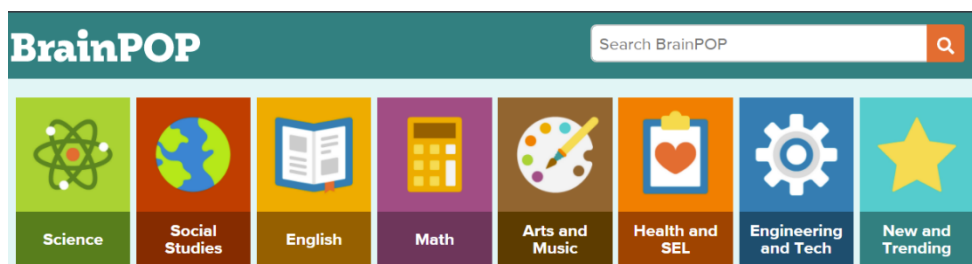 BrainPOP
Search BrainPOP
Science
Social
Studies
English
Math
Arts and
Music
Health and
SEL
Engineering
and Tech
New and
Trending